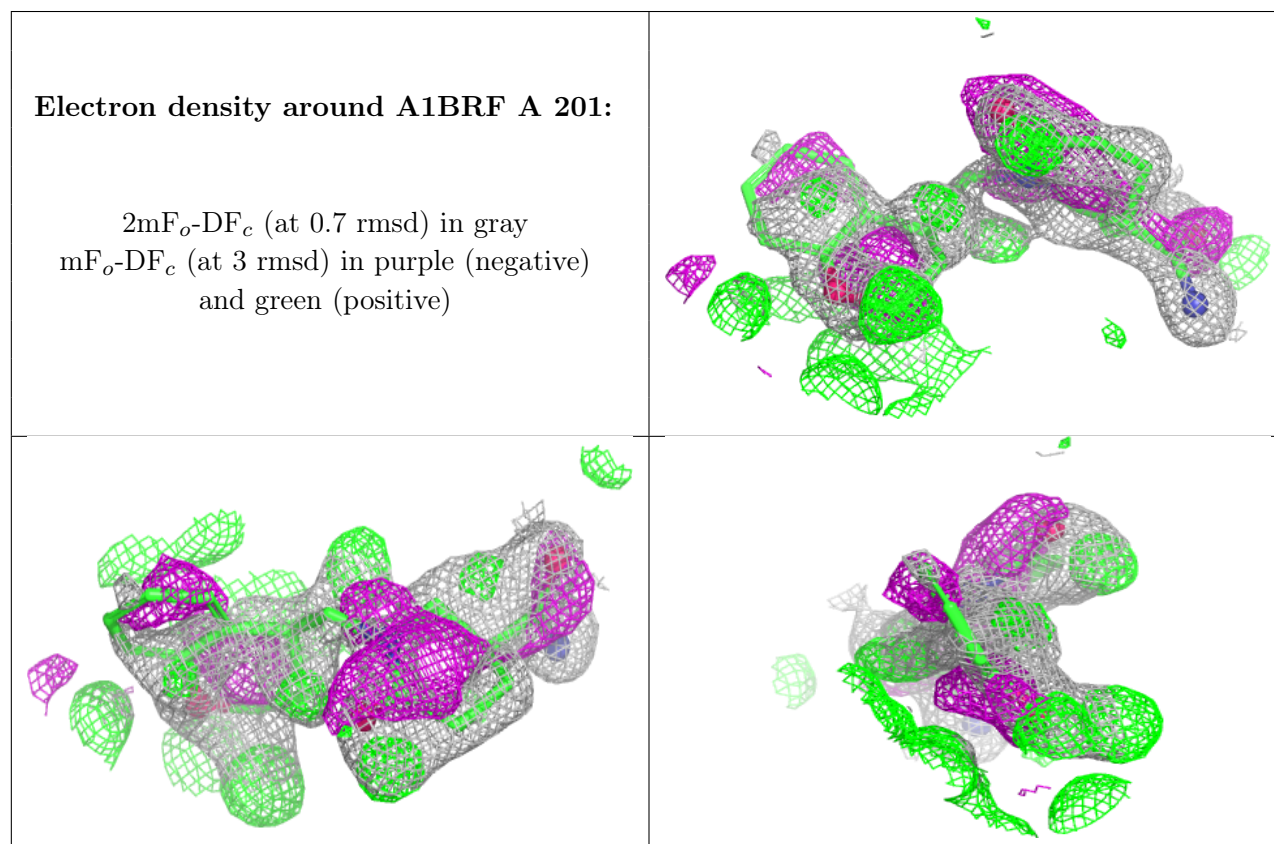 Electron density around A1BRF A 201:
2mFo-DFc (at 0.7 rmsd) in gray
mFo-DFc (at 3 rmsd) in purple (negative)
and green (positive)